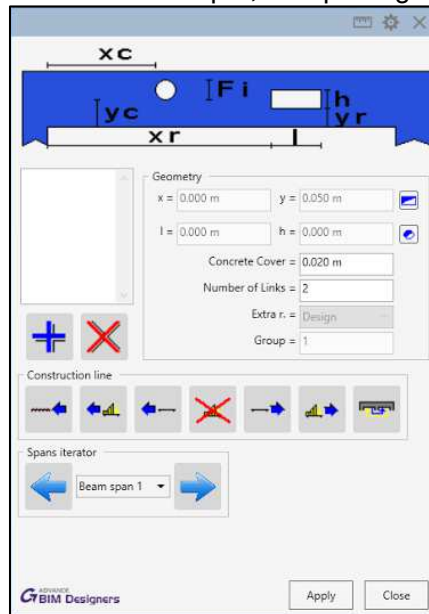 xc
Fi
h
yc
yr
xr
l
Geometry
x = 0.000 m y = 0.050 m
l = 0.000 m h = 0.000 m
Concrete Cover = 0.020 m
Number of Links = 2
Extra r. = Design
Group = 1
Construction line
Spans iterator
Beam span 1
ADVANCE
BIM Designers
Apply Close